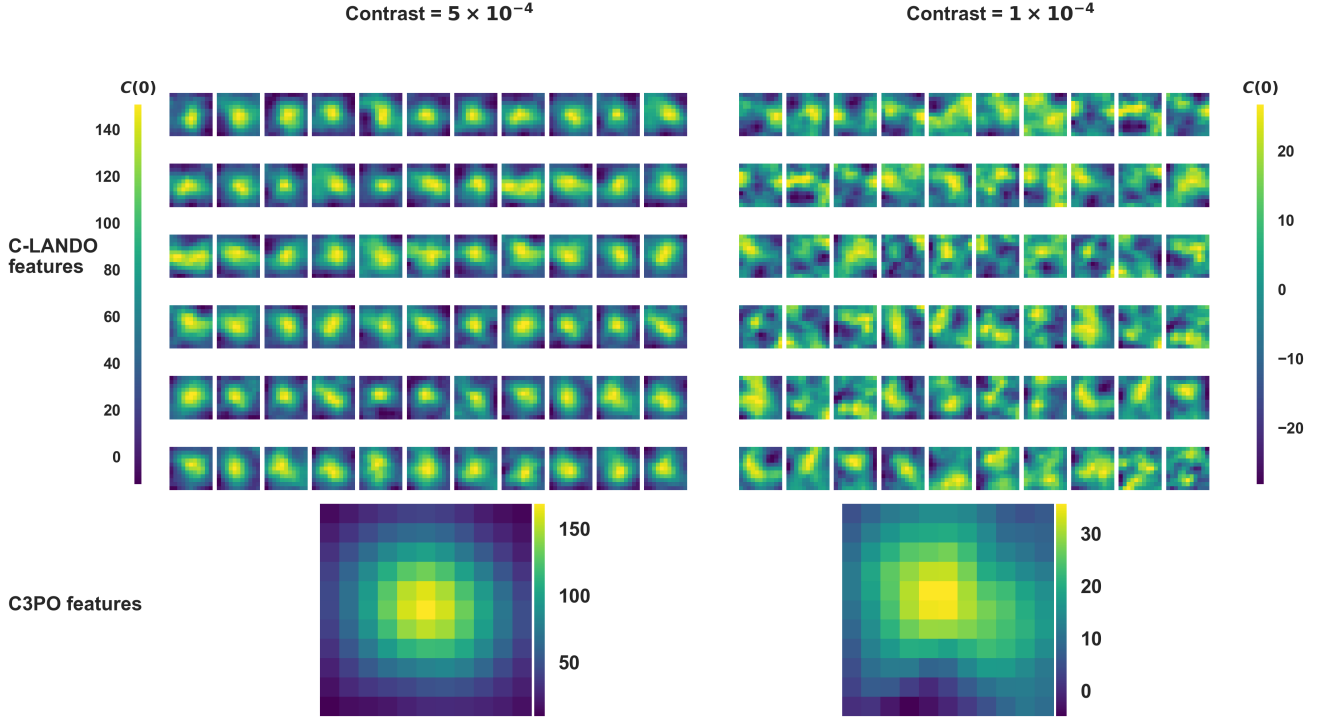 Contrast = 5 × 10⁻⁴
Contrast = 1 × 10⁻⁴
C(0)
140
120
100
80
60
40
20
0
C-LANDO
features
C(0)
20
10
0
−10
−20
C3PO features
150
100
50
30
20
10
0